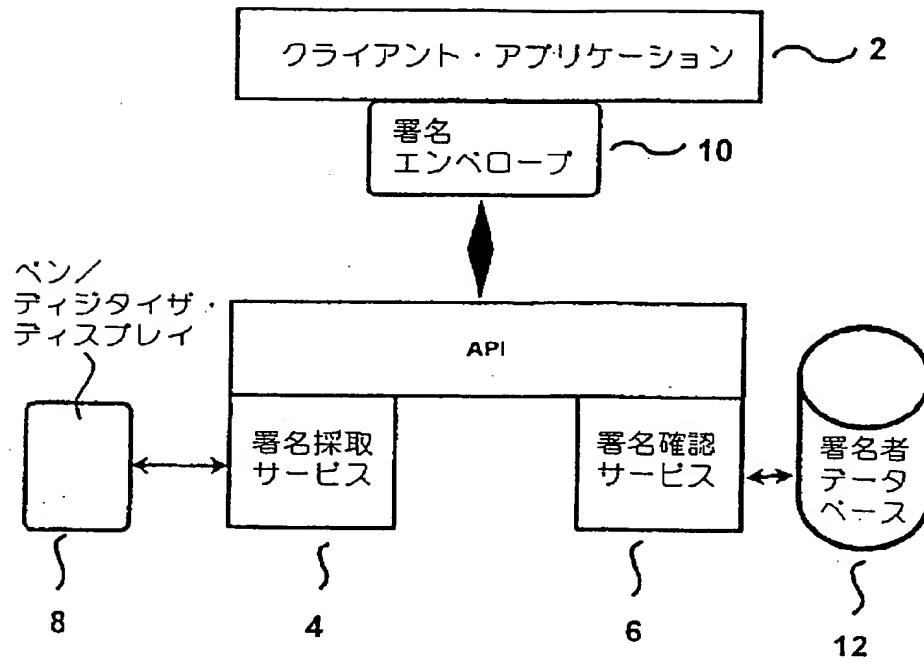 クライアント・アプリケーション
2
署名
エンベロープ
10
ペン／
ディジタイザ・
ディスプレイ
API
署名採取
サービス
署名確認
サービス
署名者
データ
ベース
8
4
6
12